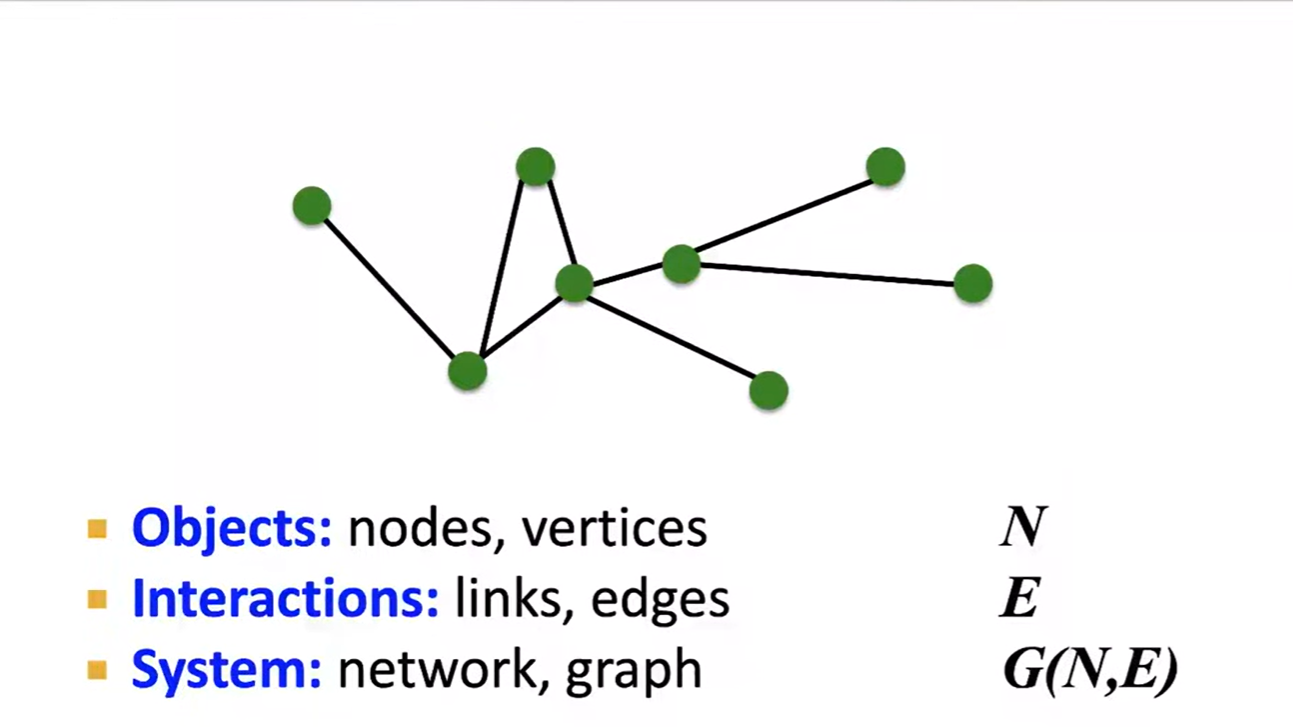 Objects: nodes, vertices N
Interactions: links, edges E
System: network, graph G(N,E)